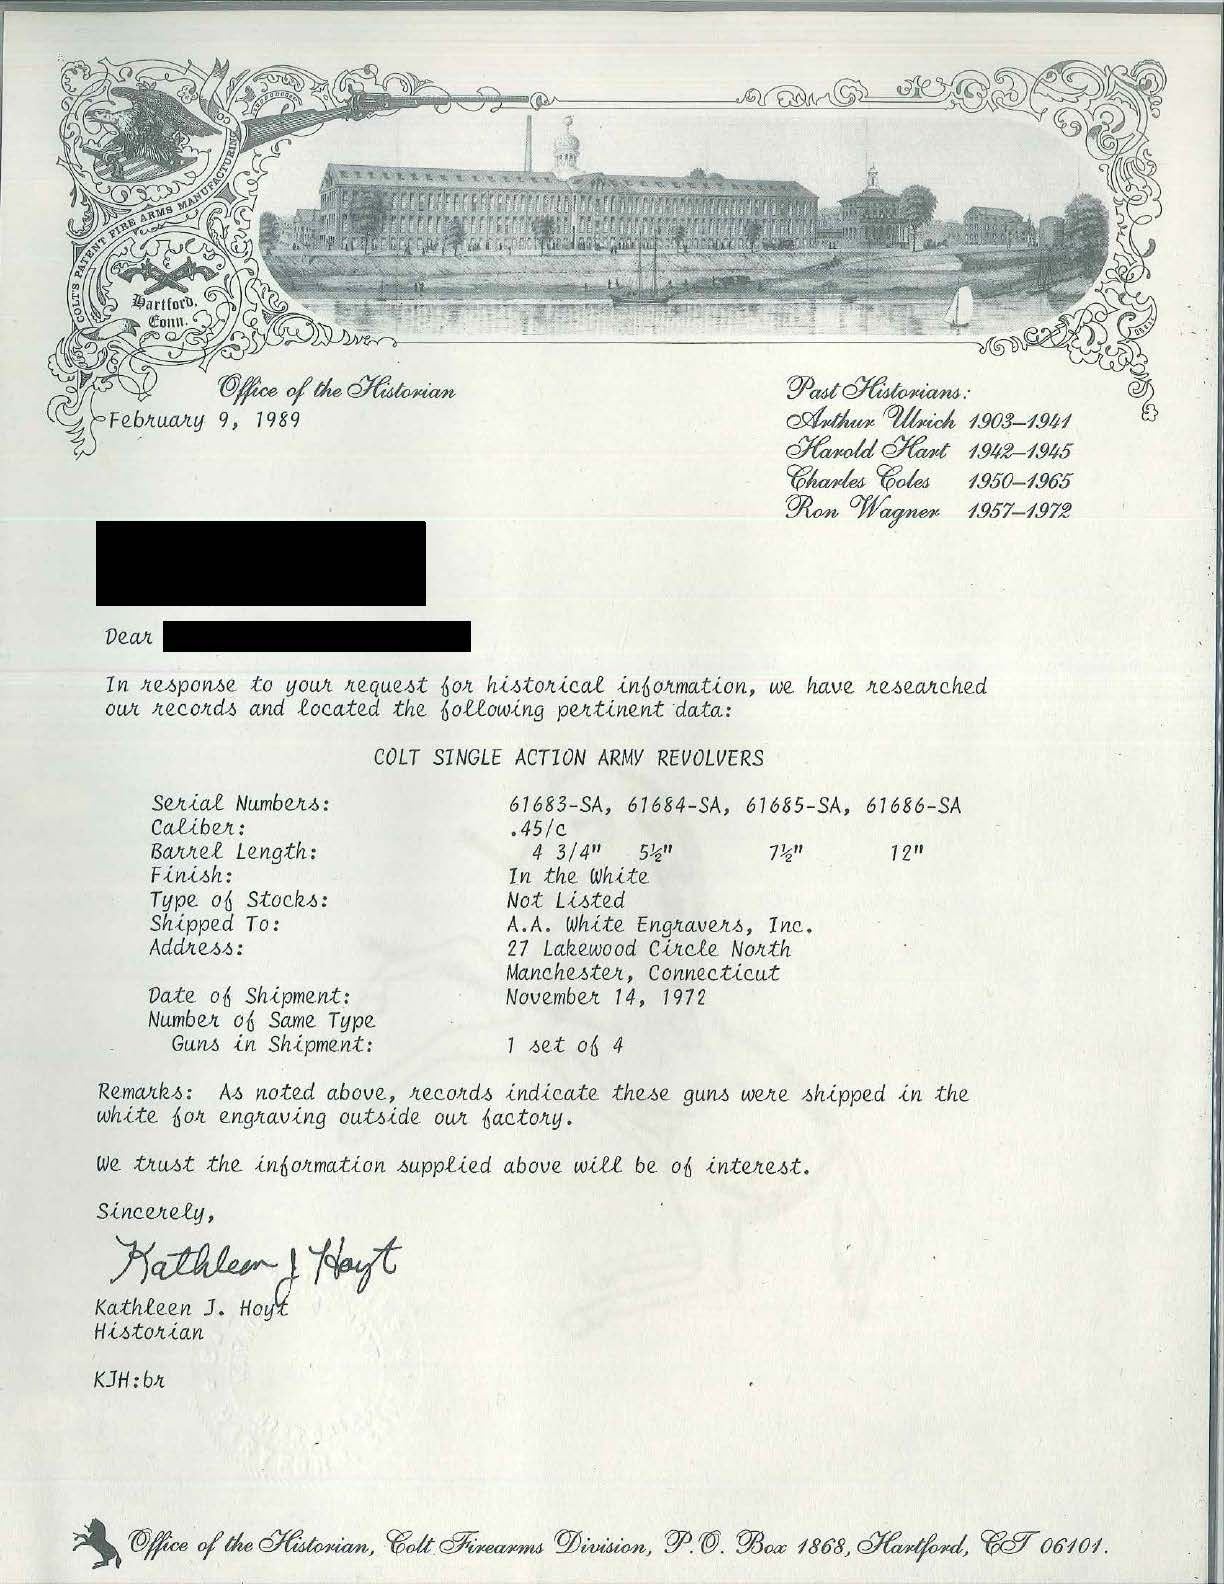 COLT'S PATENT FIRE ARMS MANUFACTURING
Hartford,
Conn.
Office of the Historian
February 9, 1989
Past Historians:
Arthur Ulrich 1903–1941
Harold Hart 1942–1945
Charles Coles 1950–1965
Ron Wagner 1957–1972
Dear
In response to your request for historical information, we have researched
our records and located the following pertinent data:
COLT SINGLE ACTION ARMY REVOLVERS
Serial Numbers: 61683-SA, 61684-SA, 61685-SA, 61686-SA
Caliber: .45/c
Barrel Length: 4 3/4" 5½" 7½" 12"
Finish: In the White
Type of Stocks: Not Listed
Shipped To: A.A. White Engravers, Inc.
Address: 27 Lakewood Circle North
Manchester, Connecticut
Date of Shipment: November 14, 1972
Number of Same Type
Guns in Shipment: 1 set of 4
Remarks: As noted above, records indicate these guns were shipped in the
white for engraving outside our factory.
We trust the information supplied above will be of interest.
Sincerely,
Kathleen J Hoyt
Kathleen J. Hoyt
Historian
KJH:br
Office of the Historian, Colt Firearms Division, P.O. Box 1868, Hartford, CT 06101.